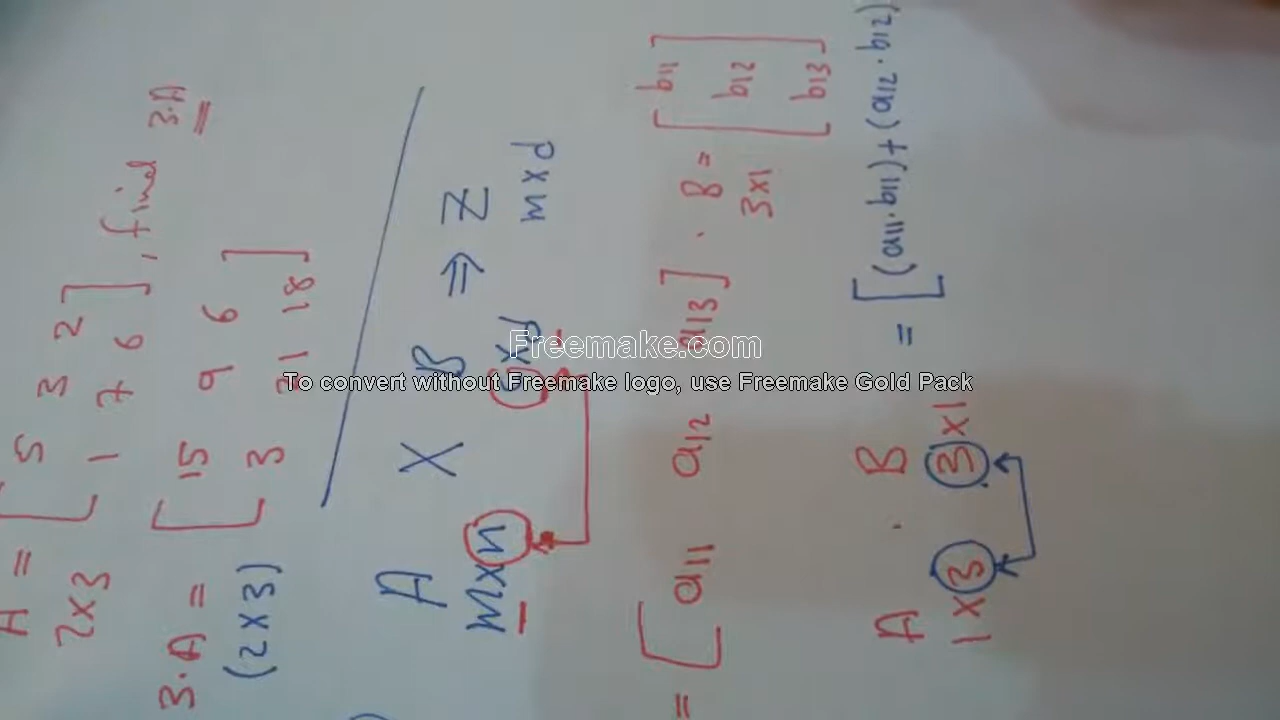 A = [ 5 3 2 ] , find 3·A
2x3 1 7 6
3·A = [ 15 9 6 ]
(2x3) 3 21 18
A X B ⇒ Z
mxn nxd mxd
= [ a11 a12 a13 ] · B = [ b11
3x1 b12
b13 ]
A · B = [ (a11·b11)+(a12·b12)
1x3 3x1
Freemake.com
To convert without Freemake logo, use Freemake Gold Pack